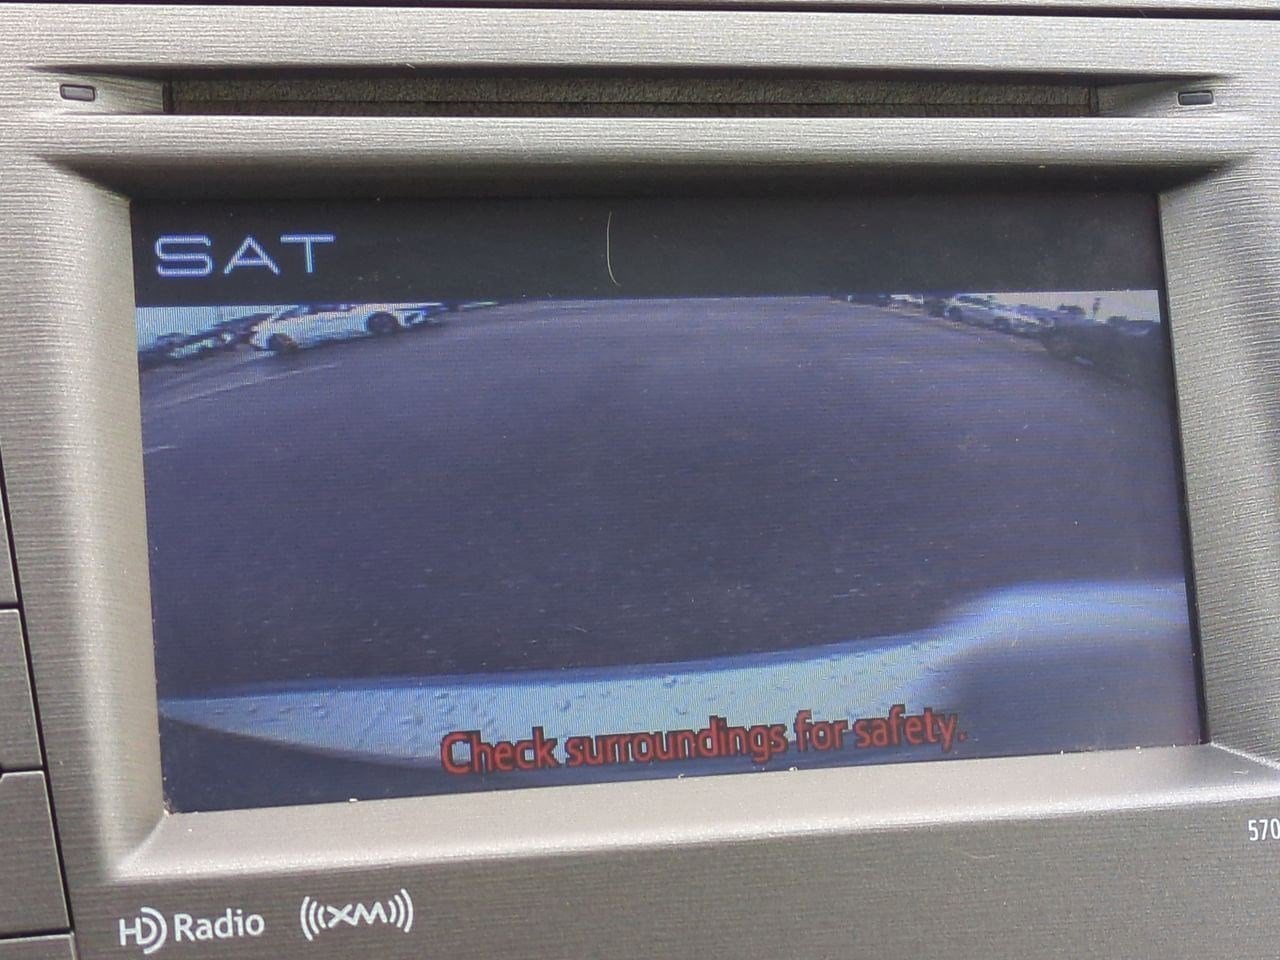 SAT
Check surroundings for safety.
570
HD Radio
((XM))